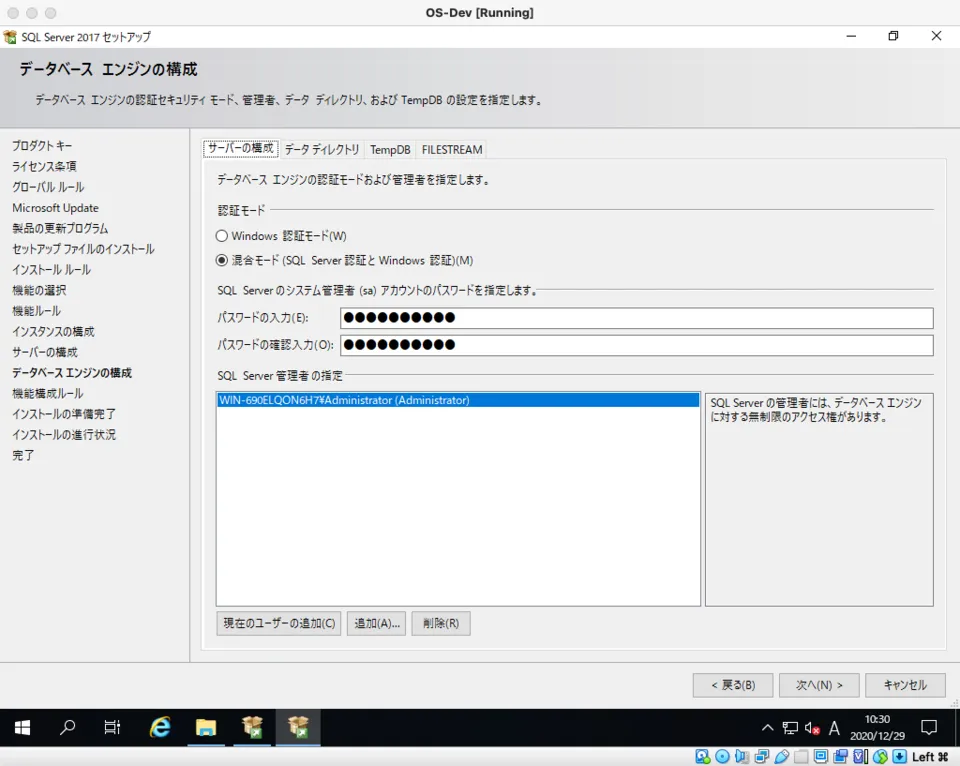 OS-Dev [Running]
SQL Server 2017 セットアップ
データベース エンジンの構成
データベース エンジンの認証セキュリティ モード、管理者、データ ディレクトリ、および TempDB の設定を指定します。
プロダクト キー
ライセンス条項
グローバル ルール
Microsoft Update
製品の更新プログラム
セットアップ ファイルのインストール
インストール ルール
機能の選択
機能ルール
インスタンスの構成
サーバーの構成
データベース エンジンの構成
機能構成ルール
インストールの準備完了
インストールの進行状況
完了
サーバーの構成 データ ディレクトリ TempDB FILESTREAM
データベース エンジンの認証モードおよび管理者を指定します。
認証モード
Windows 認証モード(W)
混合モード (SQL Server 認証と Windows 認証)(M)
SQL Server のシステム管理者 (sa) アカウントのパスワードを指定します。
パスワードの入力(E): ●●●●●●●●●●
パスワードの確認入力(O): ●●●●●●●●●●
SQL Server 管理者の指定
WIN-690ELQON6H7¥Administrator (Administrator)
SQL Server の管理者には、データベース エンジン
に対する無制限のアクセス権があります。
現在のユーザーの追加(C) 追加(A)... 削除(R)
< 戻る(B) 次へ(N) > キャンセル
A 10:30
2020/12/29
Left ⌘